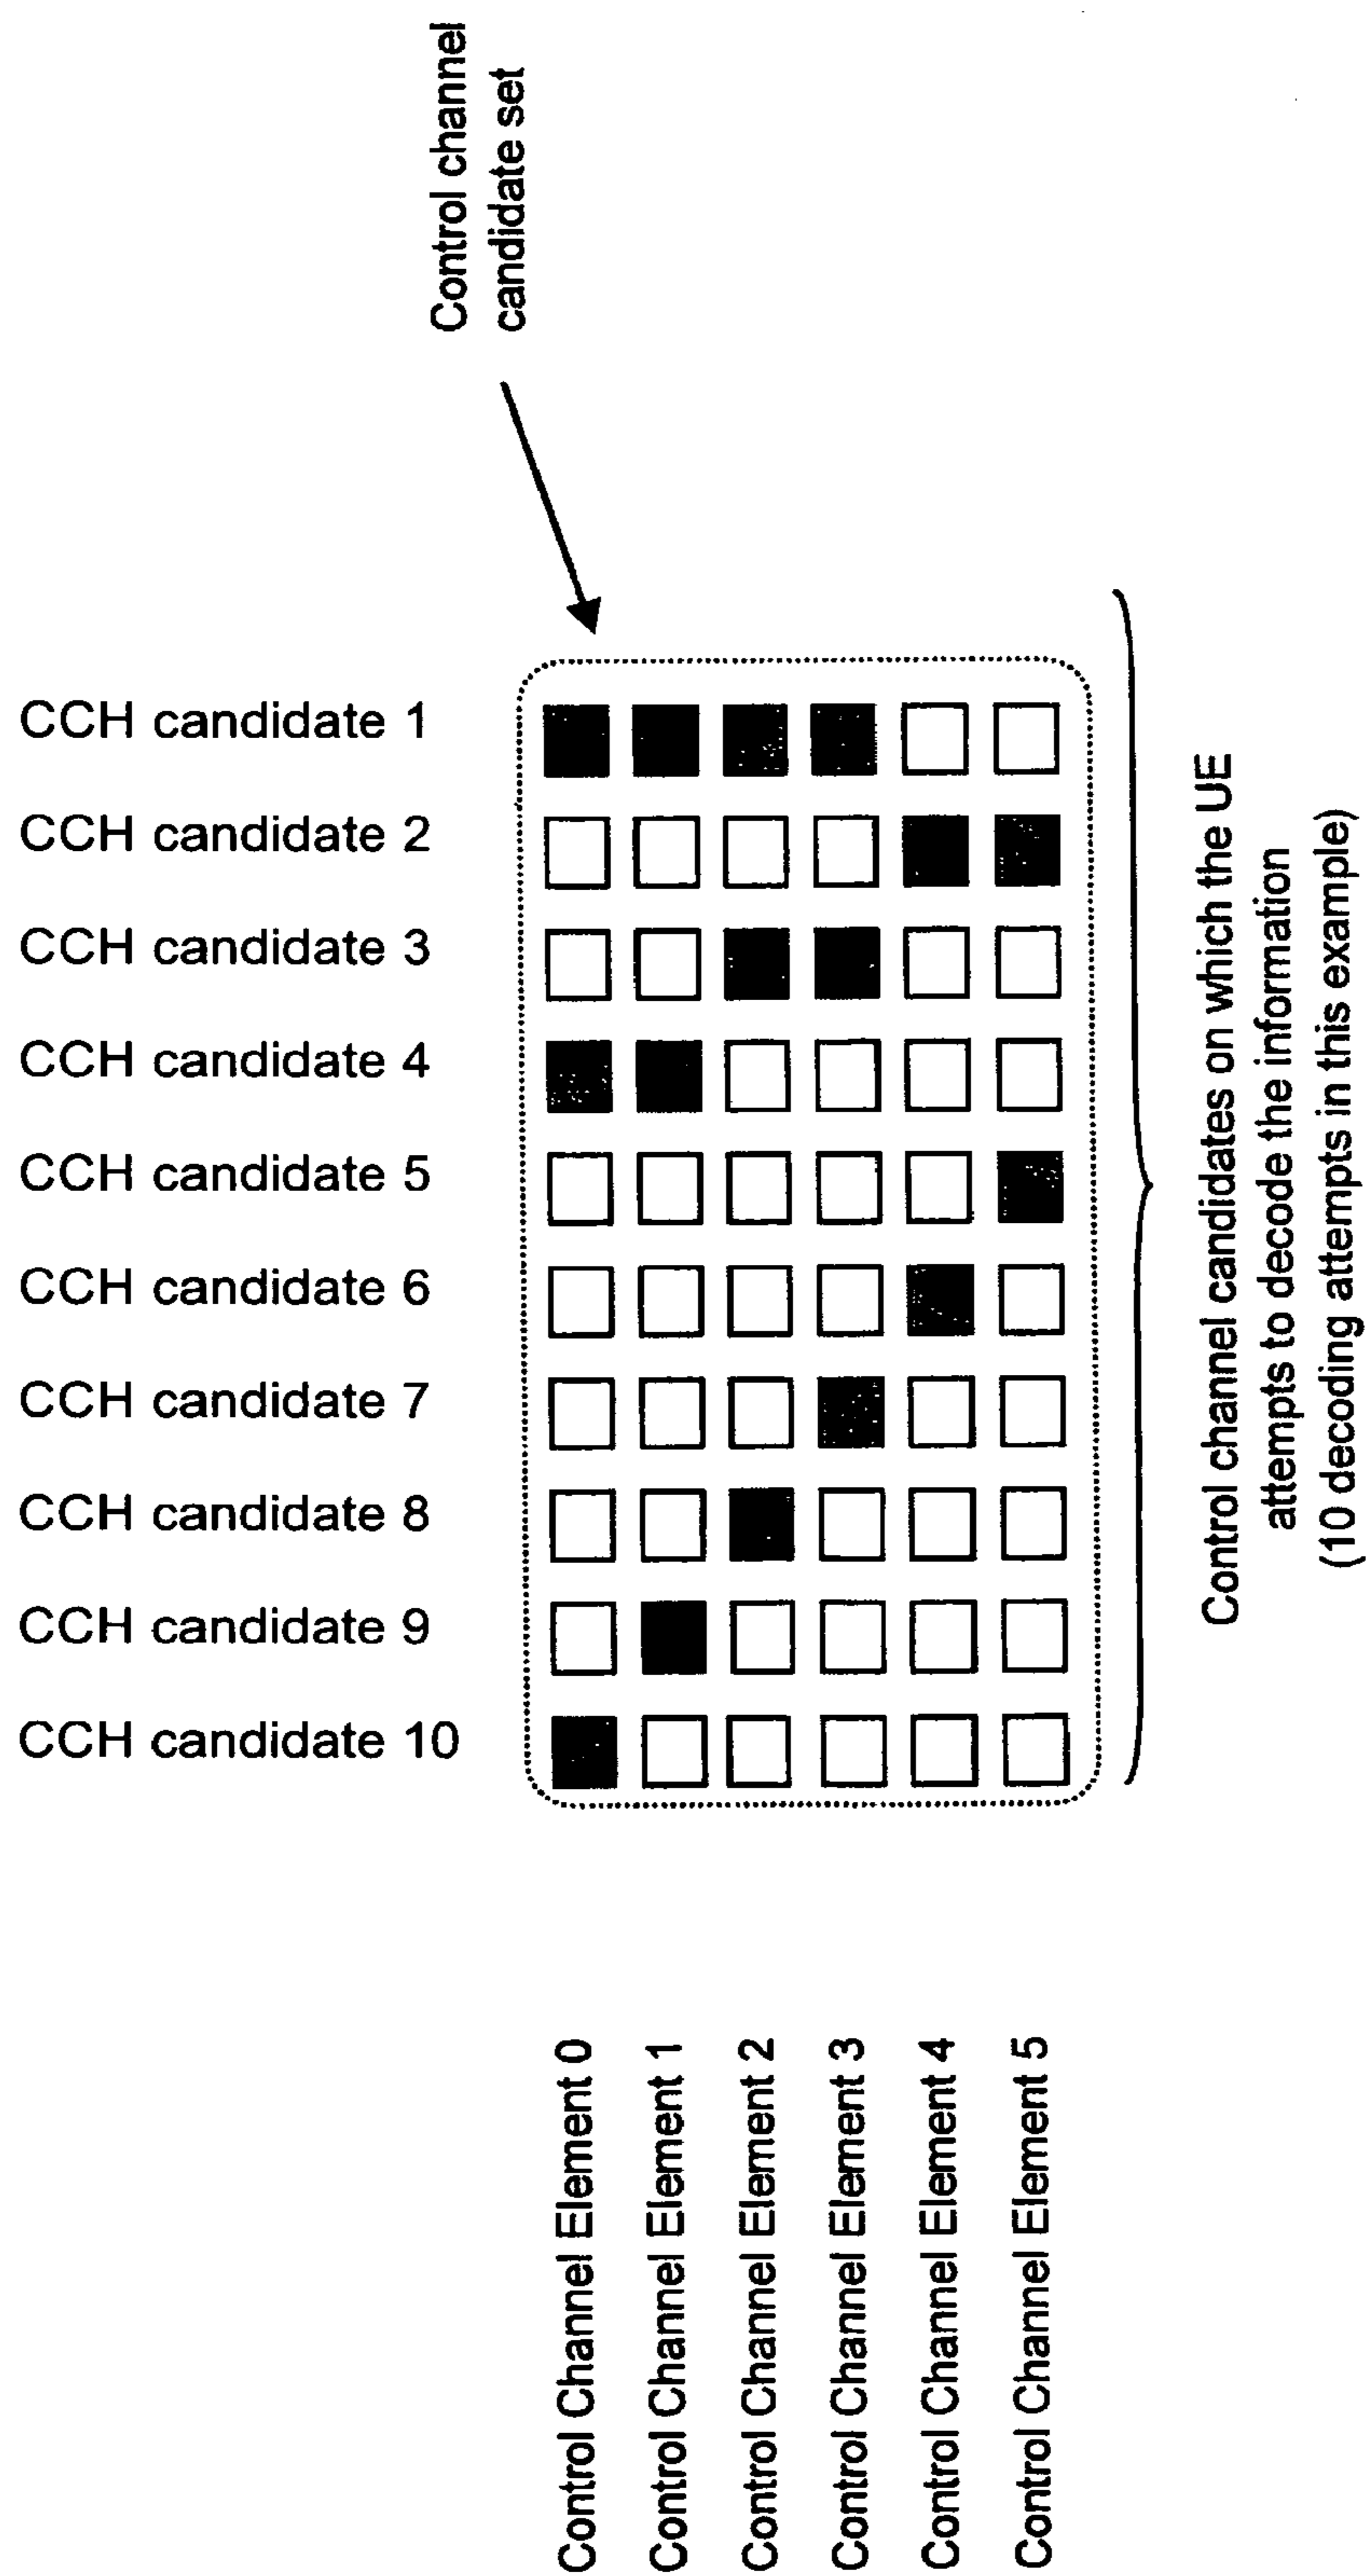 Control channel
candidate set
CCH candidate 1
CCH candidate 2
CCH candidate 3
CCH candidate 4
CCH candidate 5
CCH candidate 6
CCH candidate 7
CCH candidate 8
CCH candidate 9
CCH candidate 10
Control channel candidates on which the UE
attempts to decode the information
(10 decoding attempts in this example)
Control Channel Element 0
Control Channel Element 1
Control Channel Element 2
Control Channel Element 3
Control Channel Element 4
Control Channel Element 5